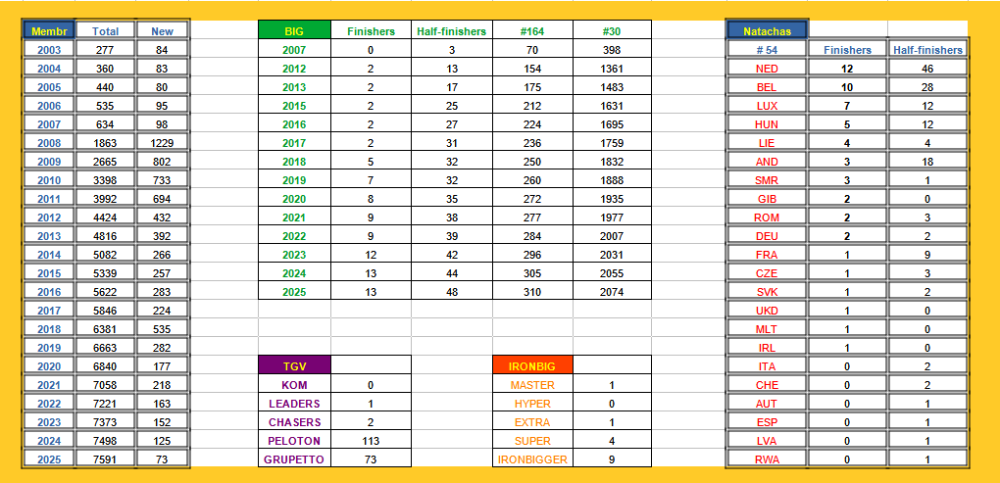 Membr Total New
2003 277 84
2004 360 83
2005 440 80
2006 535 95
2007 634 98
2008 1863 1229
2009 2665 802
2010 3398 733
2011 3992 694
2012 4424 432
2013 4816 392
2014 5082 266
2015 5339 257
2016 5622 283
2017 5846 224
2018 6381 535
2019 6663 282
2020 6840 177
2021 7058 218
2022 7221 163
2023 7373 152
2024 7498 125
2025 7591 73
BIG Finishers Half-finishers #164 #30
2007 0 3 70 398
2012 2 13 154 1361
2013 2 17 175 1483
2015 2 25 212 1631
2016 2 27 224 1695
2017 2 31 236 1759
2018 5 32 250 1832
2019 7 32 260 1888
2020 8 35 272 1935
2021 9 38 277 1977
2022 9 39 284 2007
2023 12 42 296 2031
2024 13 44 305 2055
2025 13 48 310 2074
TGV
KOM 0
LEADERS 1
CHASERS 2
PELOTON 113
GRUPETTO 73
IRONBIG
MASTER 1
HYPER 0
EXTRA 1
SUPER 4
IRONBIGGER 9
Natachas
# 54 Finishers Half-finishers
NED 12 46
BEL 10 28
LUX 7 12
HUN 5 12
LIE 4 4
AND 3 18
SMR 3 1
GIB 2 0
ROM 2 3
DEU 2 2
FRA 1 9
CZE 1 3
SVK 1 2
UKD 1 0
MLT 1 0
IRL 1 0
ITA 0 2
CHE 0 2
AUT 0 1
ESP 0 1
LVA 0 1
RWA 0 1